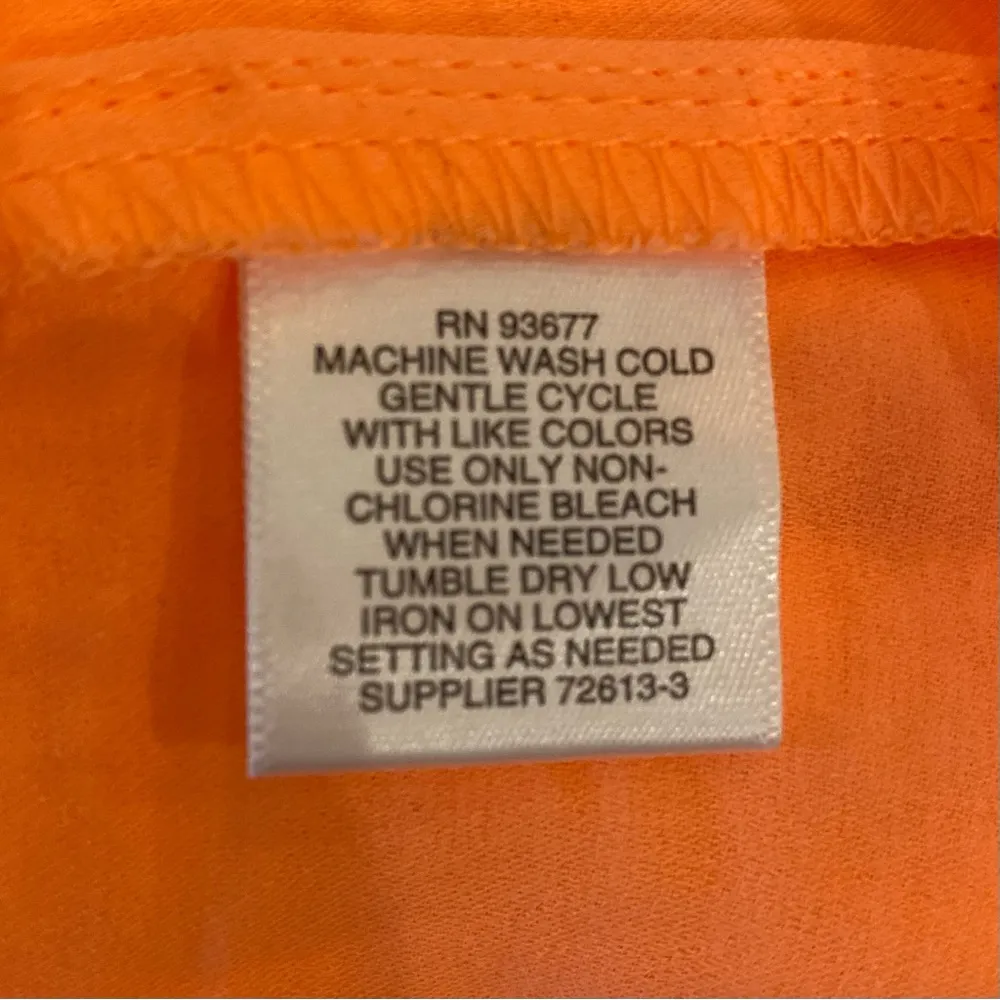 RN 93677
MACHINE WASH COLD
GENTLE CYCLE
WITH LIKE COLORS
USE ONLY NON-
CHLORINE BLEACH
WHEN NEEDED
TUMBLE DRY LOW
IRON ON LOWEST
SETTING AS NEEDED
SUPPLIER 72613-3